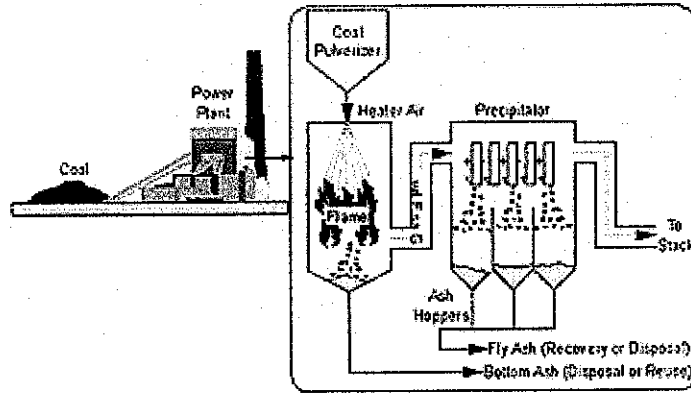 Coal
Pulverizer
Heater Air
Precipitator
Power
Plant
Coal
Flame
To
Stack
Ash
Hoppers
Fly Ash (Recovery or Disposal)
Bottom Ash (Disposal or Reuse)